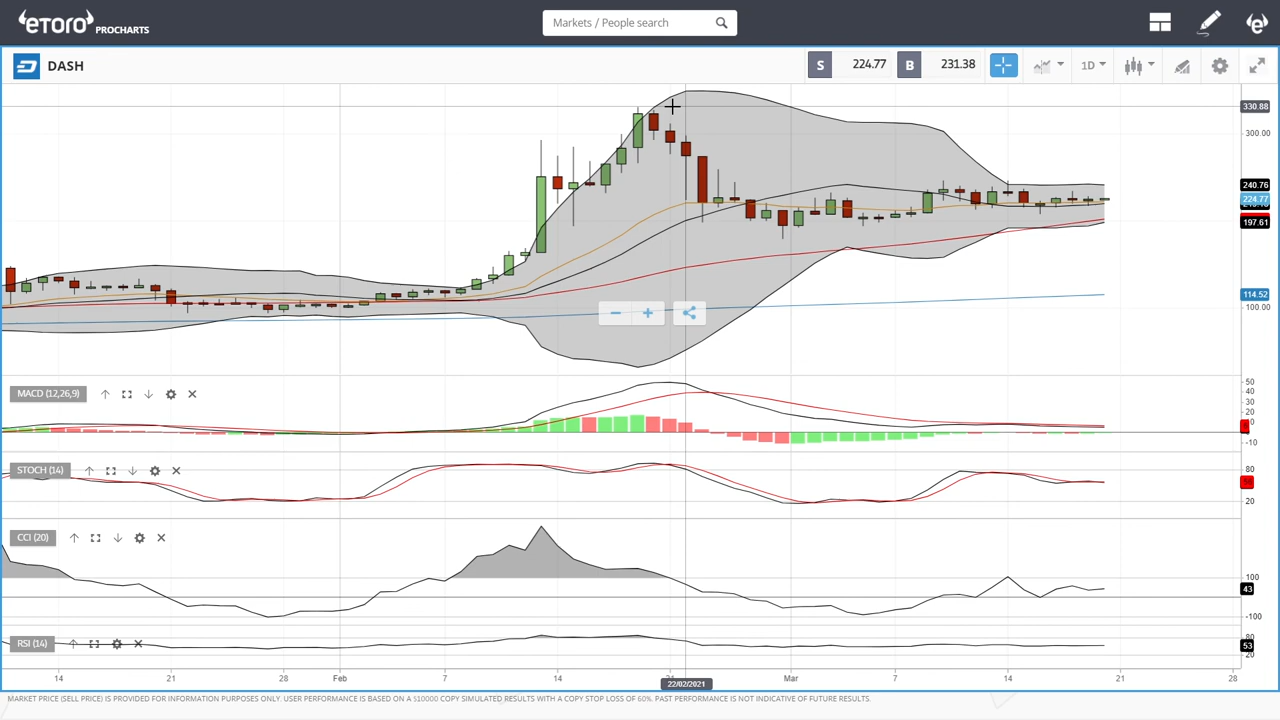 eToro PROCHARTS
Markets / People search
DASH
S 224.77 B 231.38
1D
330.88
300.00
240.76
224.77
197.61
114.52
100.00
MACD (12,26,9)
50
40
30
20
-10
STOCH (14)
80
20
CCI (20)
100
43
-100
RSI (14)
80
53
20
14 21 28 Feb 7 14 Mar 7 14 21 28
22/02/2021
MARKET PRICE (SELL PRICE) IS PROVIDED FOR INFORMATION PURPOSES ONLY. USER PERFORMANCE IS BASED ON A $10000 COPY SIMULATED RESULTS WITH A COPY STOP LOSS OF 60%. PAST PERFORMANCE IS NOT INDICATIVE OF FUTURE RESULTS.